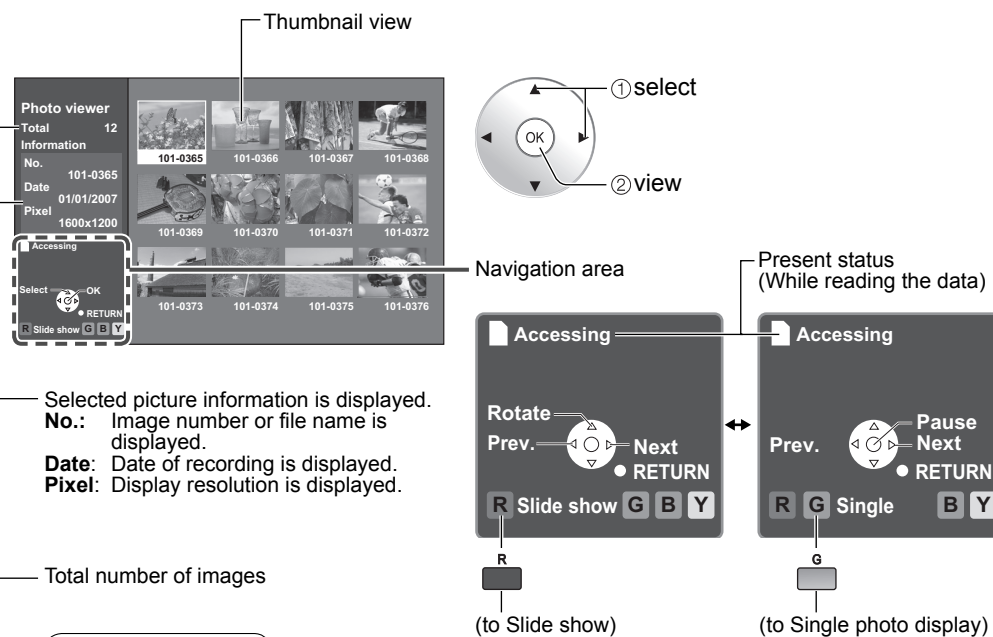 Thumbnail view
Photo viewer
Total 12
Information
No.
101-0365
Date
01/01/2007
Pixel
1600x1200
Accessing
Select
OK
RETURN
R Slide show G B Y
101-0365 101-0366 101-0367 101-0368
101-0369 101-0370 101-0371 101-0372
101-0373 101-0374 101-0375 101-0376
①select
OK
②view
Navigation area
Present status
(While reading the data)
Selected picture information is displayed.
No.: Image number or file name is
displayed.
Date: Date of recording is displayed.
Pixel: Display resolution is displayed.
Total number of images
Accessing
Rotate
Prev.
Next
RETURN
R Slide show G B Y
R
(to Slide show)
Accessing
Pause
Prev.
Next
RETURN
R G Single B Y
G
(to Single photo display)